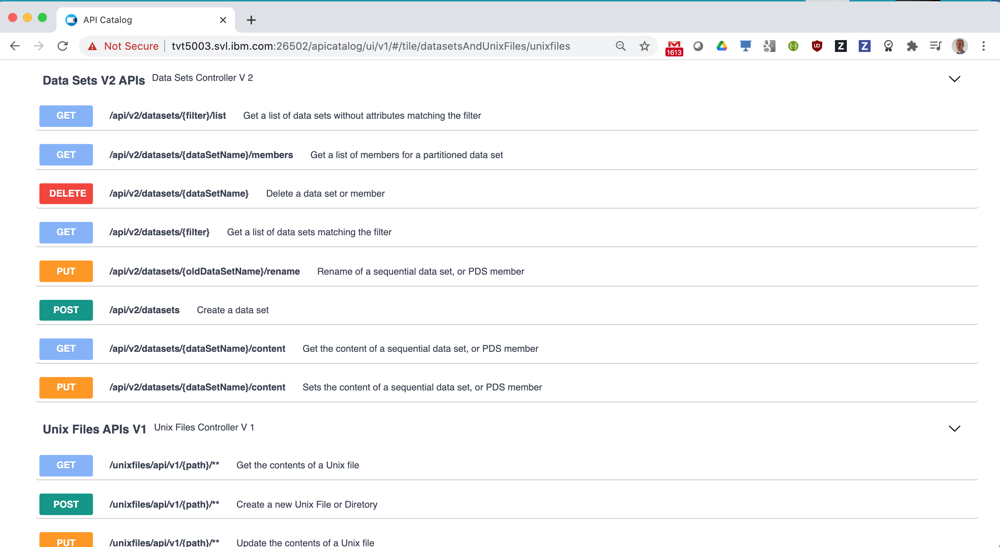 API Catalog
Not Secure tvt5003.svl.ibm.com:26502/apicatalog/ui/v1/#/tile/datasetsAndUnixFiles/unixfiles
1613
Data Sets V2 APIs Data Sets Controller V 2
GET /api/v2/datasets/{filter}/list Get a list of data sets without attributes matching the filter
GET /api/v2/datasets/{dataSetName}/members Get a list of members for a partitioned data set
DELETE /api/v2/datasets/{dataSetName} Delete a data set or member
GET /api/v2/datasets/{filter} Get a list of data sets matching the filter
PUT /api/v2/datasets/{oldDataSetName}/rename Rename of a sequential data set, or PDS member
POST /api/v2/datasets Create a data set
GET /api/v2/datasets/{dataSetName}/content Get the content of a sequential data set, or PDS member
PUT /api/v2/datasets/{dataSetName}/content Sets the content of a sequential data set, or PDS member
Unix Files APIs V1 Unix Files Controller V 1
GET /unixfiles/api/v1/{path}/** Get the contents of a Unix file
POST /unixfiles/api/v1/{path}/** Create a new Unix File or Diretory
PUT /unixfiles/api/v1/{path}/** Update the contents of a Unix file